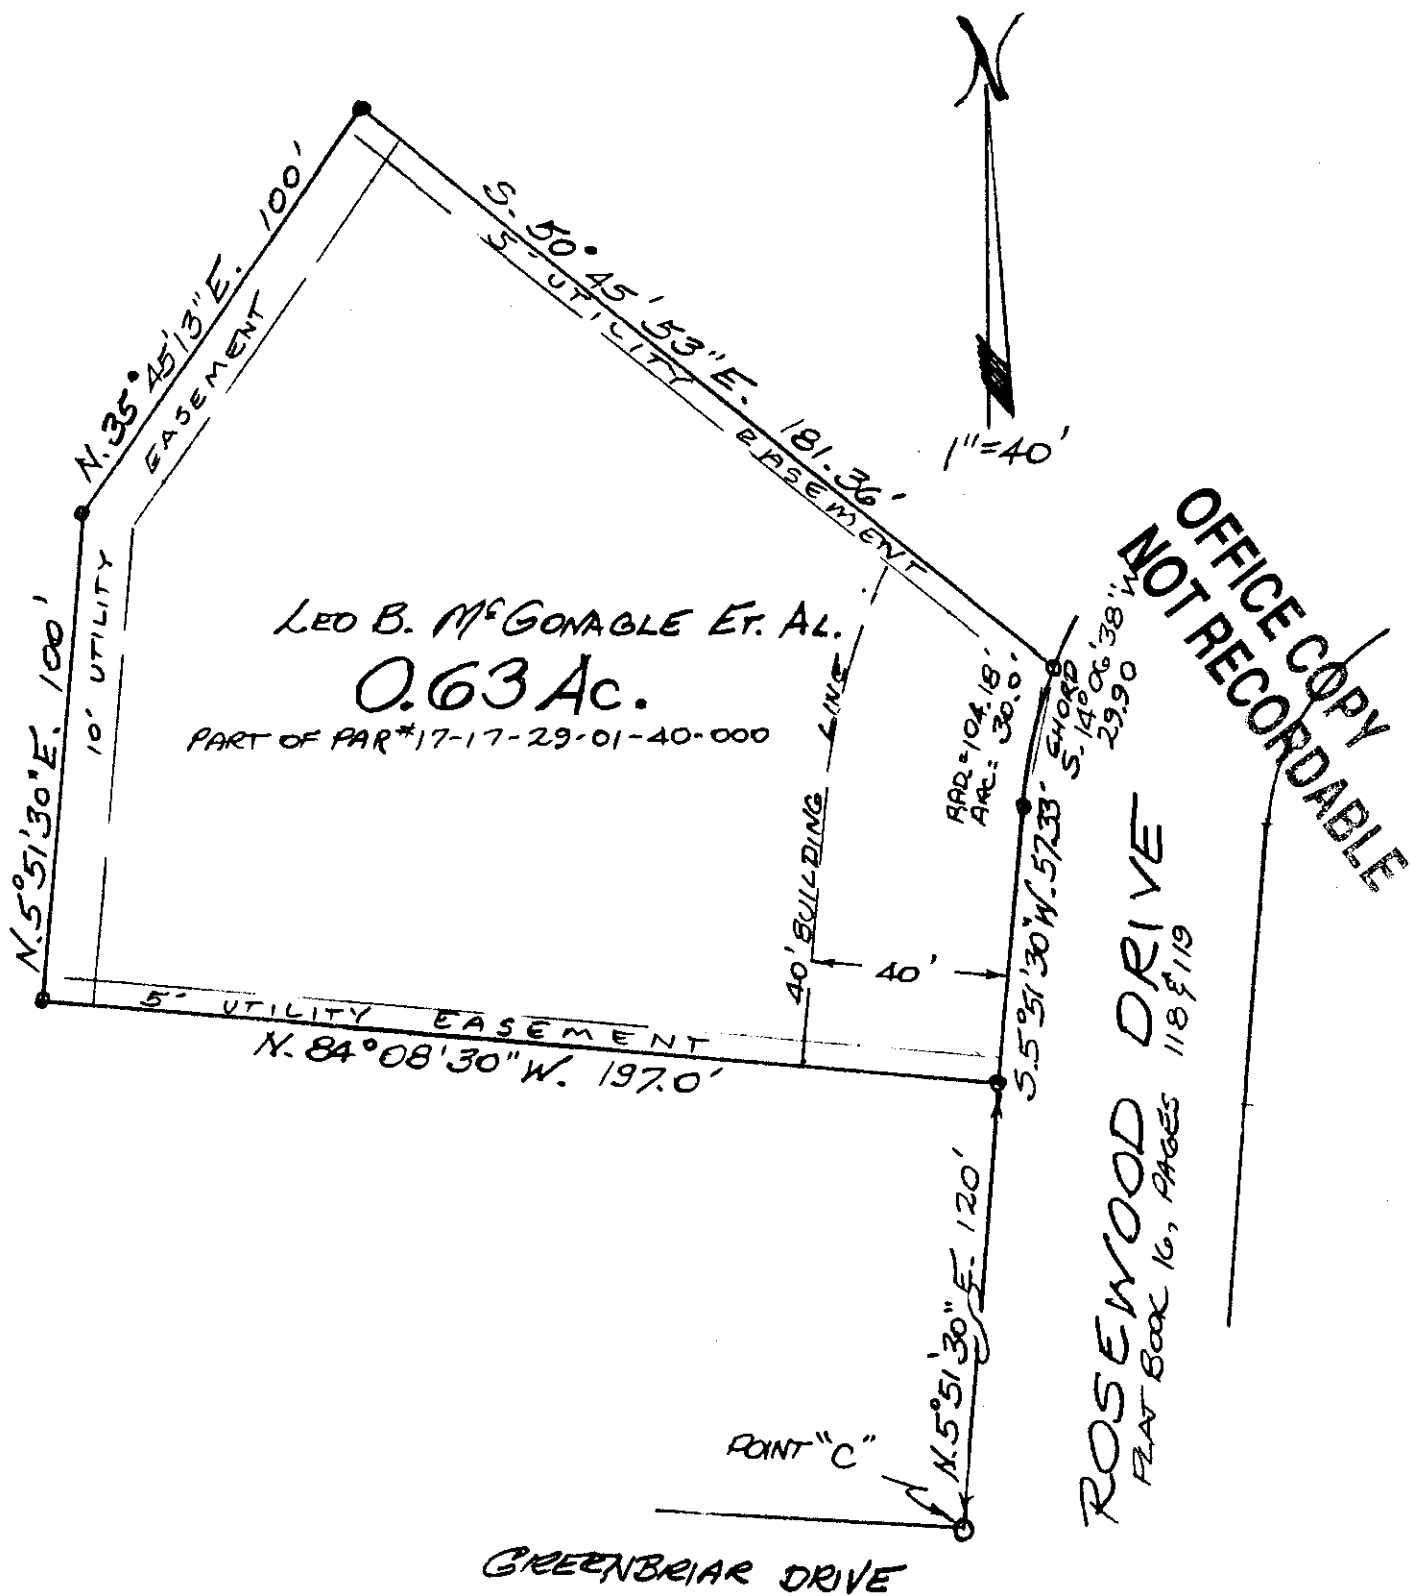 N
1"=40'
N. 35° 45' 13" E. 100'
S. 50° 45' 53" E. 181.36'
5' UTILITY EASEMENT
EASEMENT
10' UTILITY
N. 5° 51' 30" E. 100'
LEO B. McGONAGLE ET. AL.
0.63 AC.
PART OF PAR # 17-17-29-01-40-000
40' BUILDING LINE
RAD. = 104.18'
ARC. = 30.0'
CHORD
S. 14° 06' 38" W.
29.90
OFFICE COPY
NOT RECORDABLE
S. 5° 51' 30" W. 57.33'
40'
5' UTILITY EASEMENT
N. 84° 08' 30" W. 197.0'
N. 5° 51' 30" E. 120'
ROSEWOOD DRIVE
PLAT BOOK 16, PAGES 118 & 119
POINT "C"
GREENBRIAR DRIVE